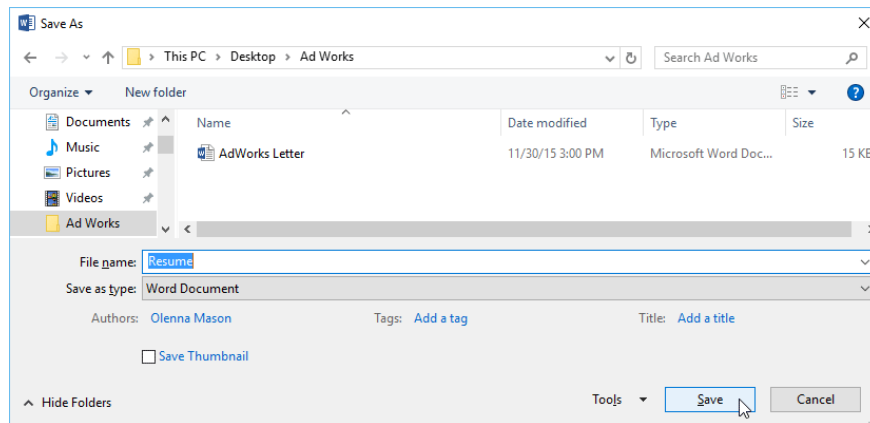 Save As
This PC > Desktop > Ad Works
Search Ad Works
Organize New folder
Documents
Music
Pictures
Videos
Ad Works
Name Date modified Type Size
AdWorks Letter 11/30/15 3:00 PM Microsoft Word Doc... 15 KB
File name: Resume
Save as type: Word Document
Authors: Olenna Mason Tags: Add a tag Title: Add a title
Save Thumbnail
Hide Folders Tools Save Cancel